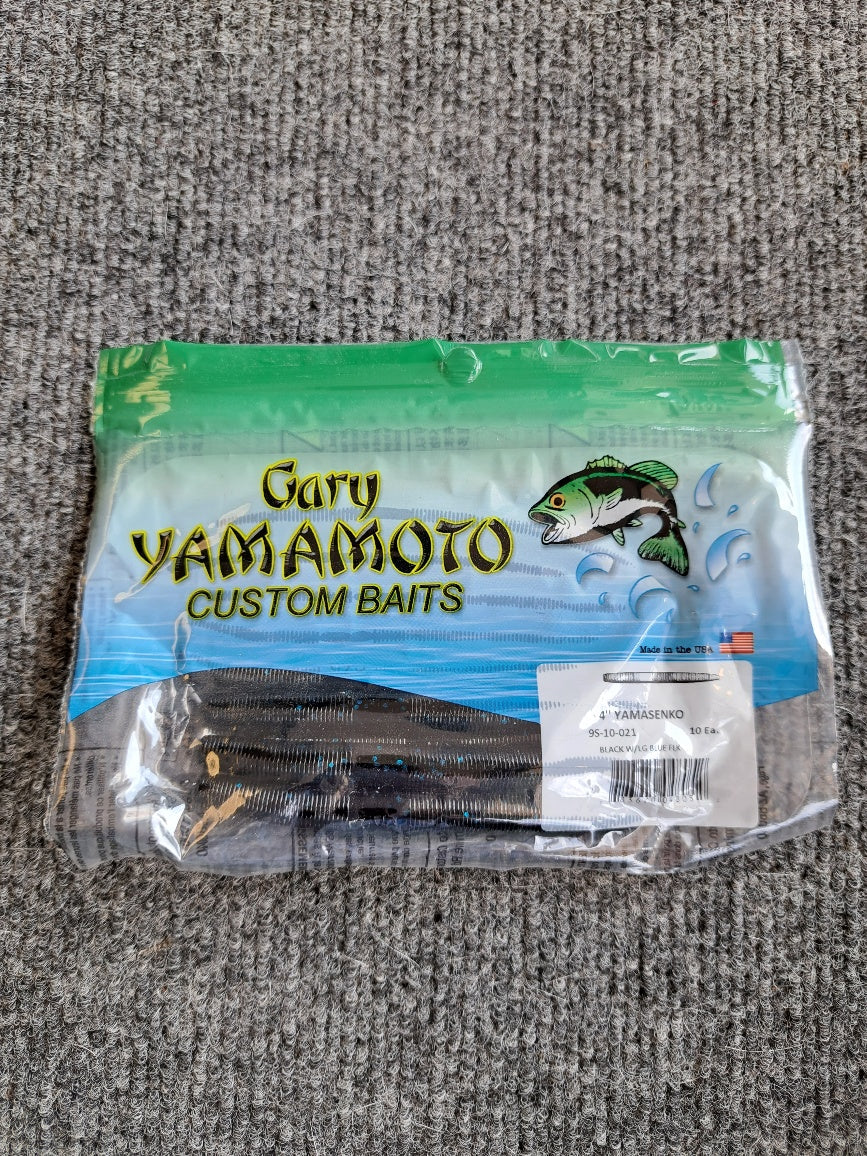 Gary
YAMAMOTO
CUSTOM BAITS
Made in the USA
4" YAMASENKO
9S-10-021 10 Ea.
BLACK W/LG BLUE FLK